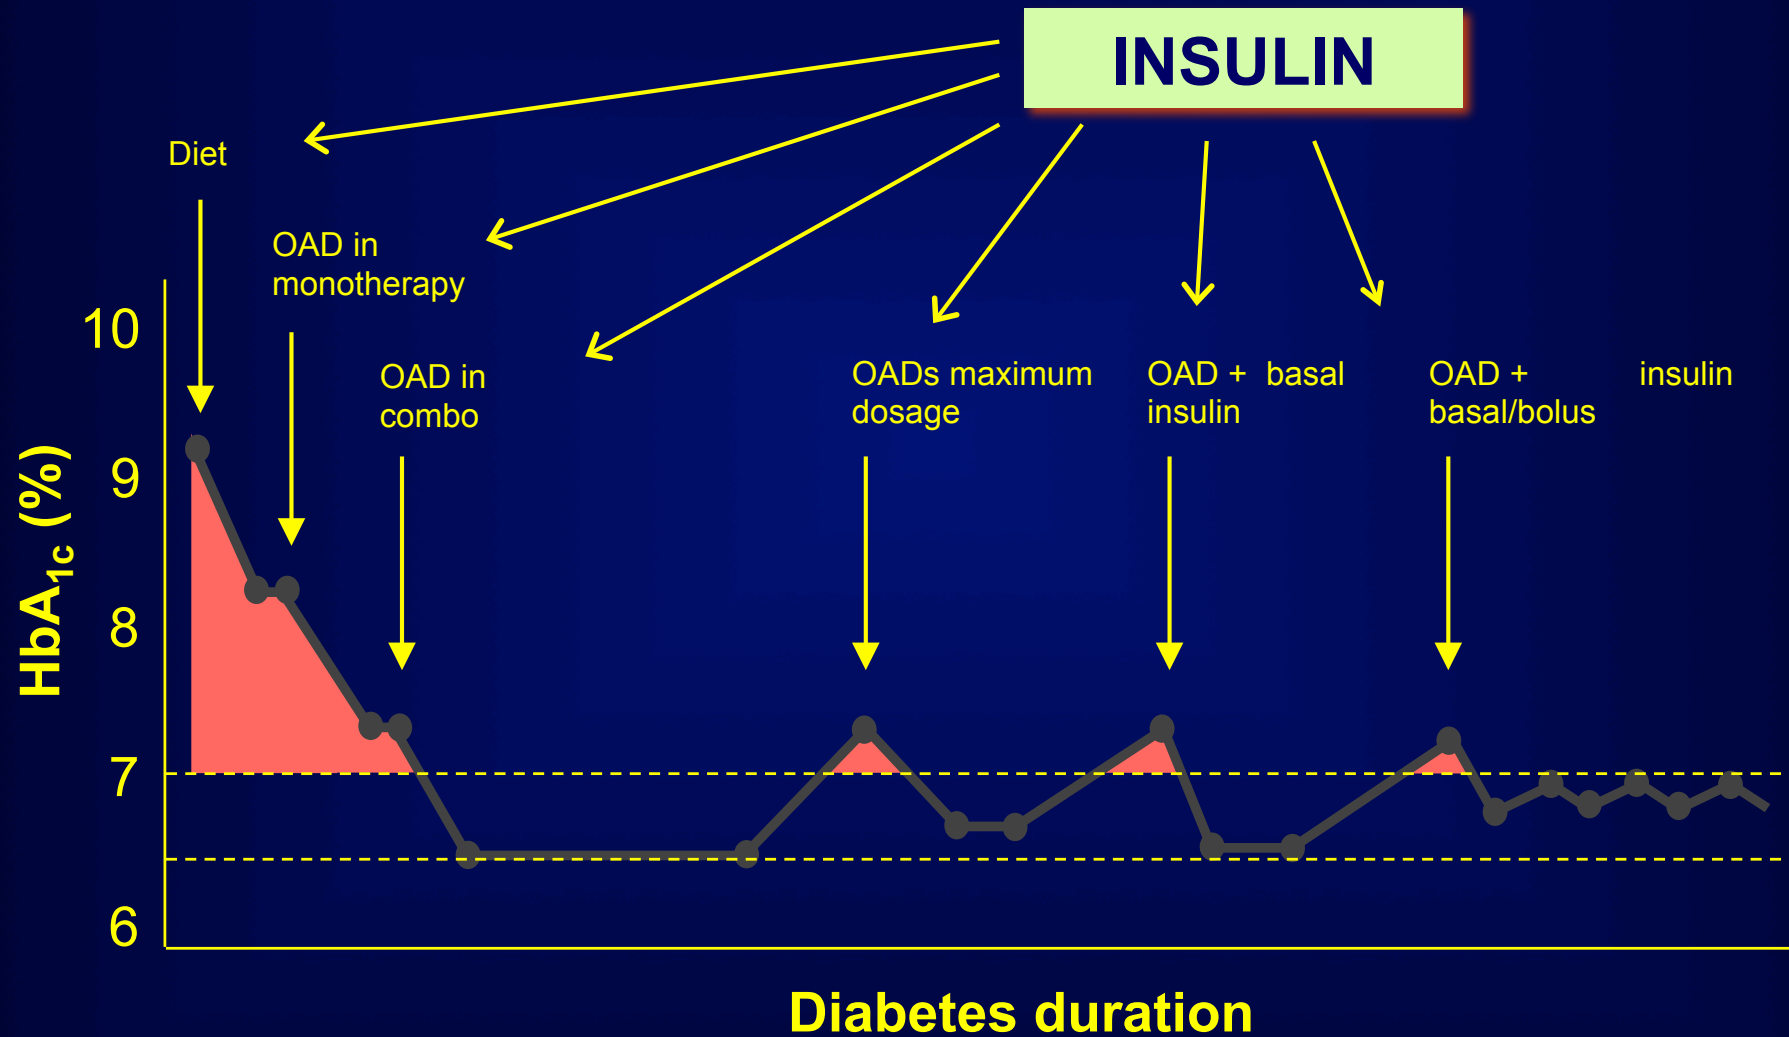 INSULIN
Diet
OAD in
monotherapy
OAD in
combo
OADs maximum
dosage
OAD + basal
insulin
OAD + insulin
basal/bolus
HbA1c (%)
10
9
8
7
6
Diabetes duration